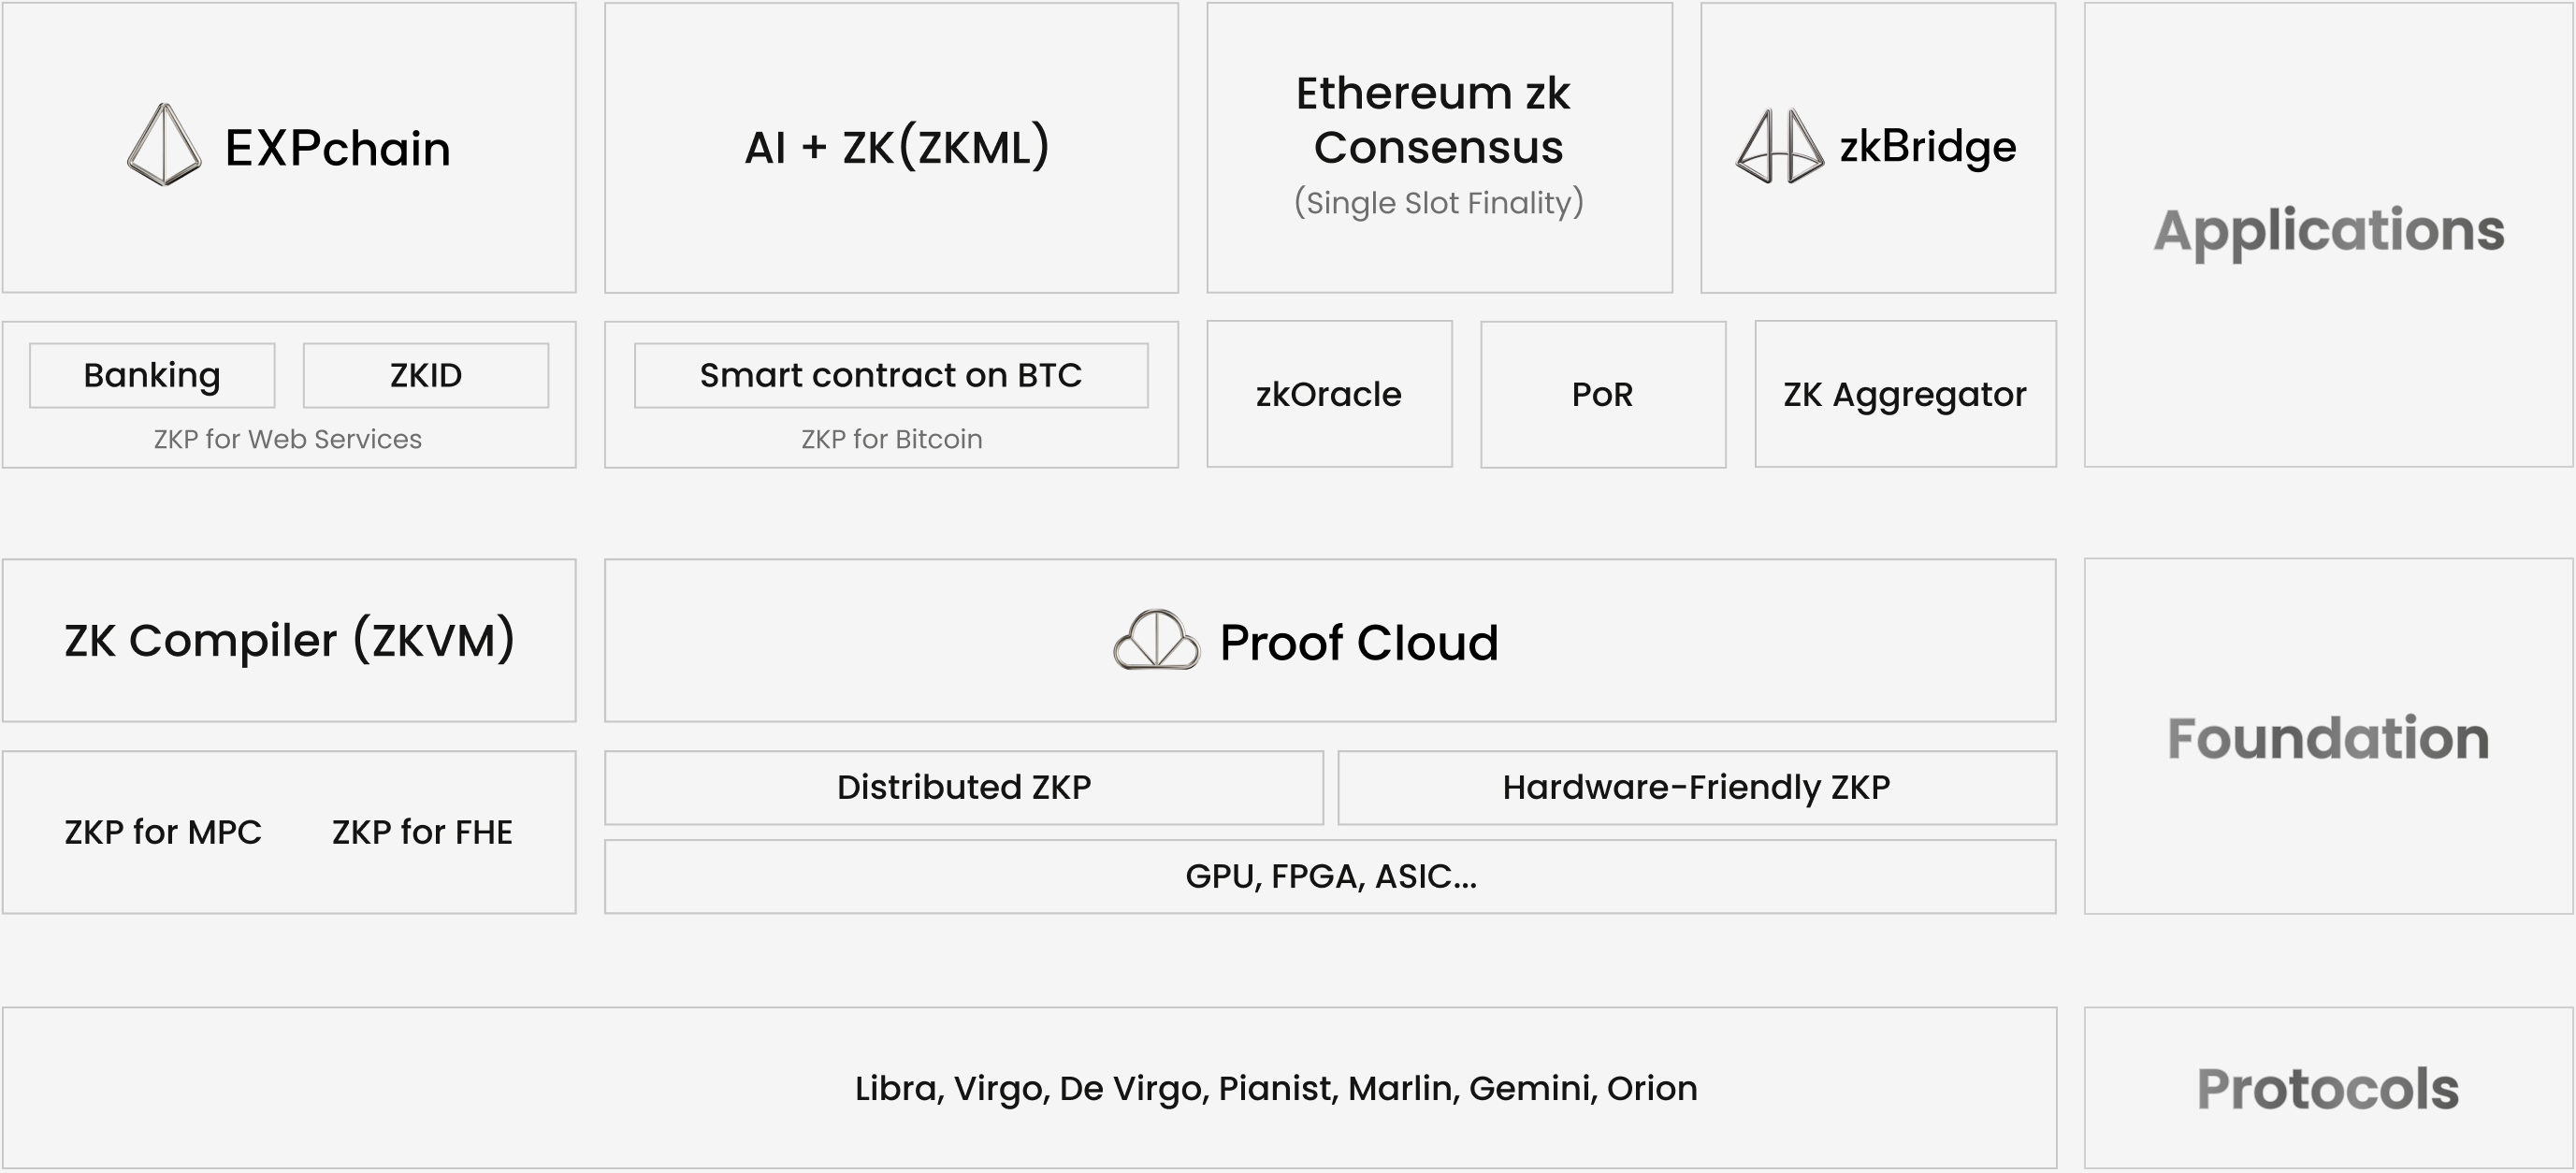 EXPchain
AI + ZK(ZKML)
Ethereum zk
Consensus
(Single Slot Finality)
zkBridge
Applications
Banking
ZKID
ZKP for Web Services
Smart contract on BTC
ZKP for Bitcoin
zkOracle
PoR
ZK Aggregator
ZK Compiler (ZKVM)
Proof Cloud
Foundation
ZKP for MPC
ZKP for FHE
Distributed ZKP
Hardware-Friendly ZKP
GPU, FPGA, ASIC...
Libra, Virgo, De Virgo, Pianist, Marlin, Gemini, Orion
Protocols